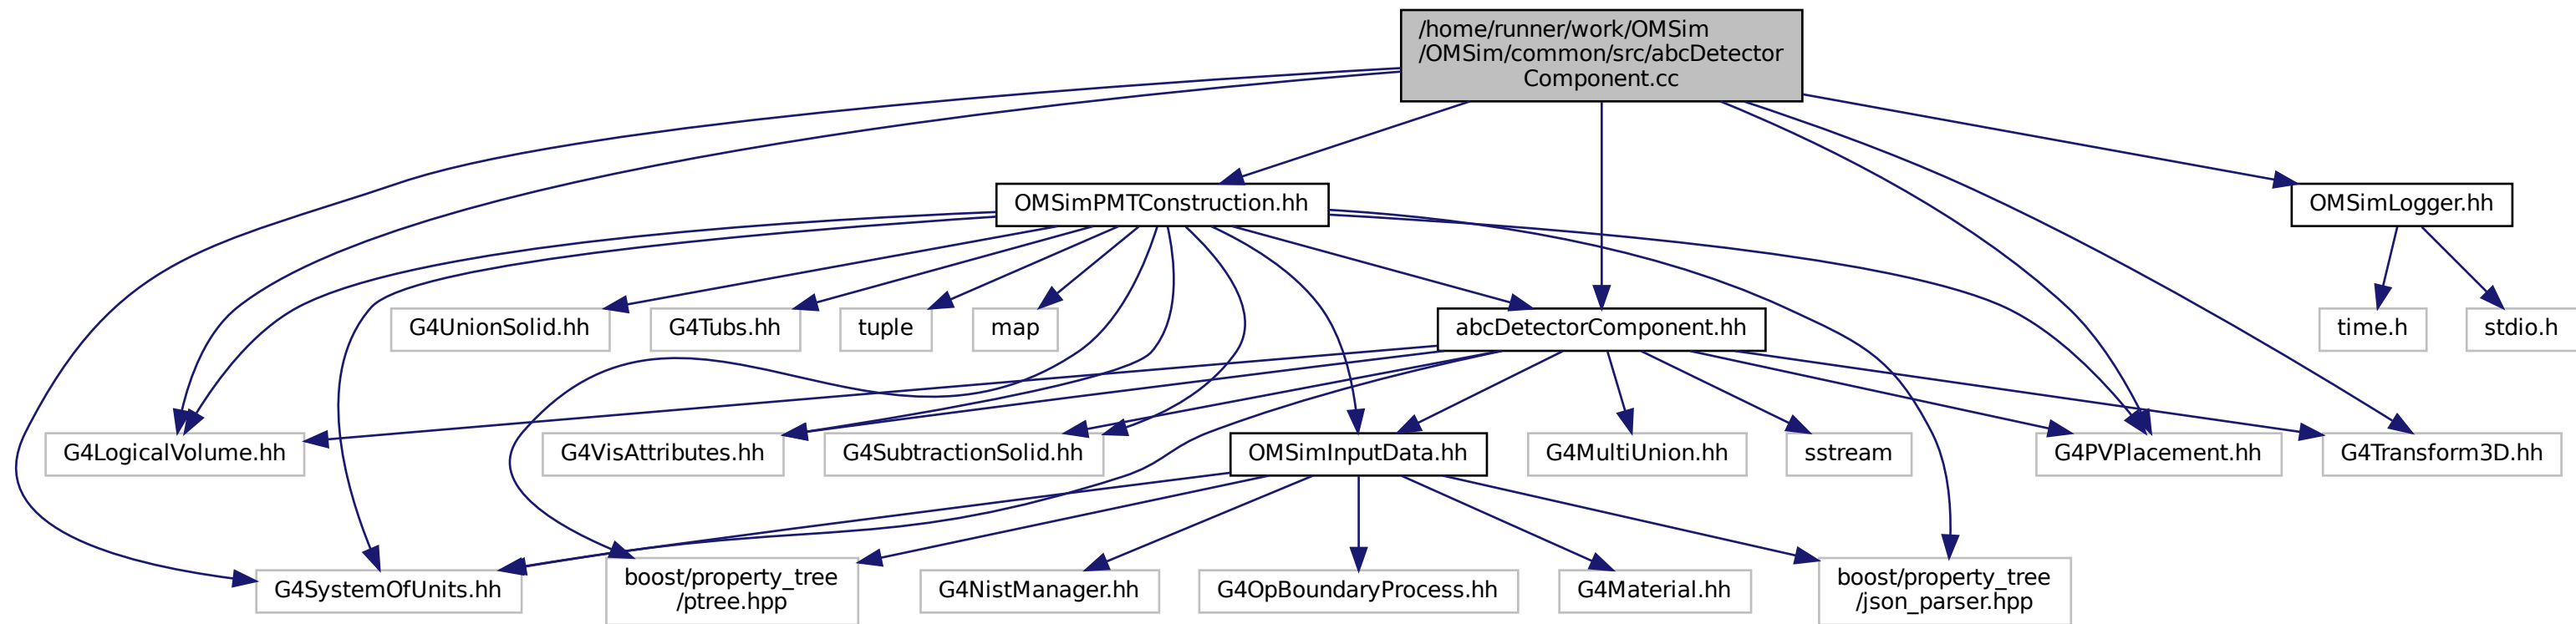 /home/runner/work/OMSim
/OMSim/common/src/abcDetector
Component.cc
OMSimPMTConstruction.hh
OMSimLogger.hh
G4UnionSolid.hh
G4Tubs.hh
tuple
map
abcDetectorComponent.hh
time.h
stdio.h
G4LogicalVolume.hh
G4VisAttributes.hh
G4SubtractionSolid.hh
OMSimInputData.hh
G4MultiUnion.hh
sstream
G4PVPlacement.hh
G4Transform3D.hh
G4SystemOfUnits.hh
boost/property_tree
/ptree.hpp
G4NistManager.hh
G4OpBoundaryProcess.hh
G4Material.hh
boost/property_tree
/json_parser.hpp